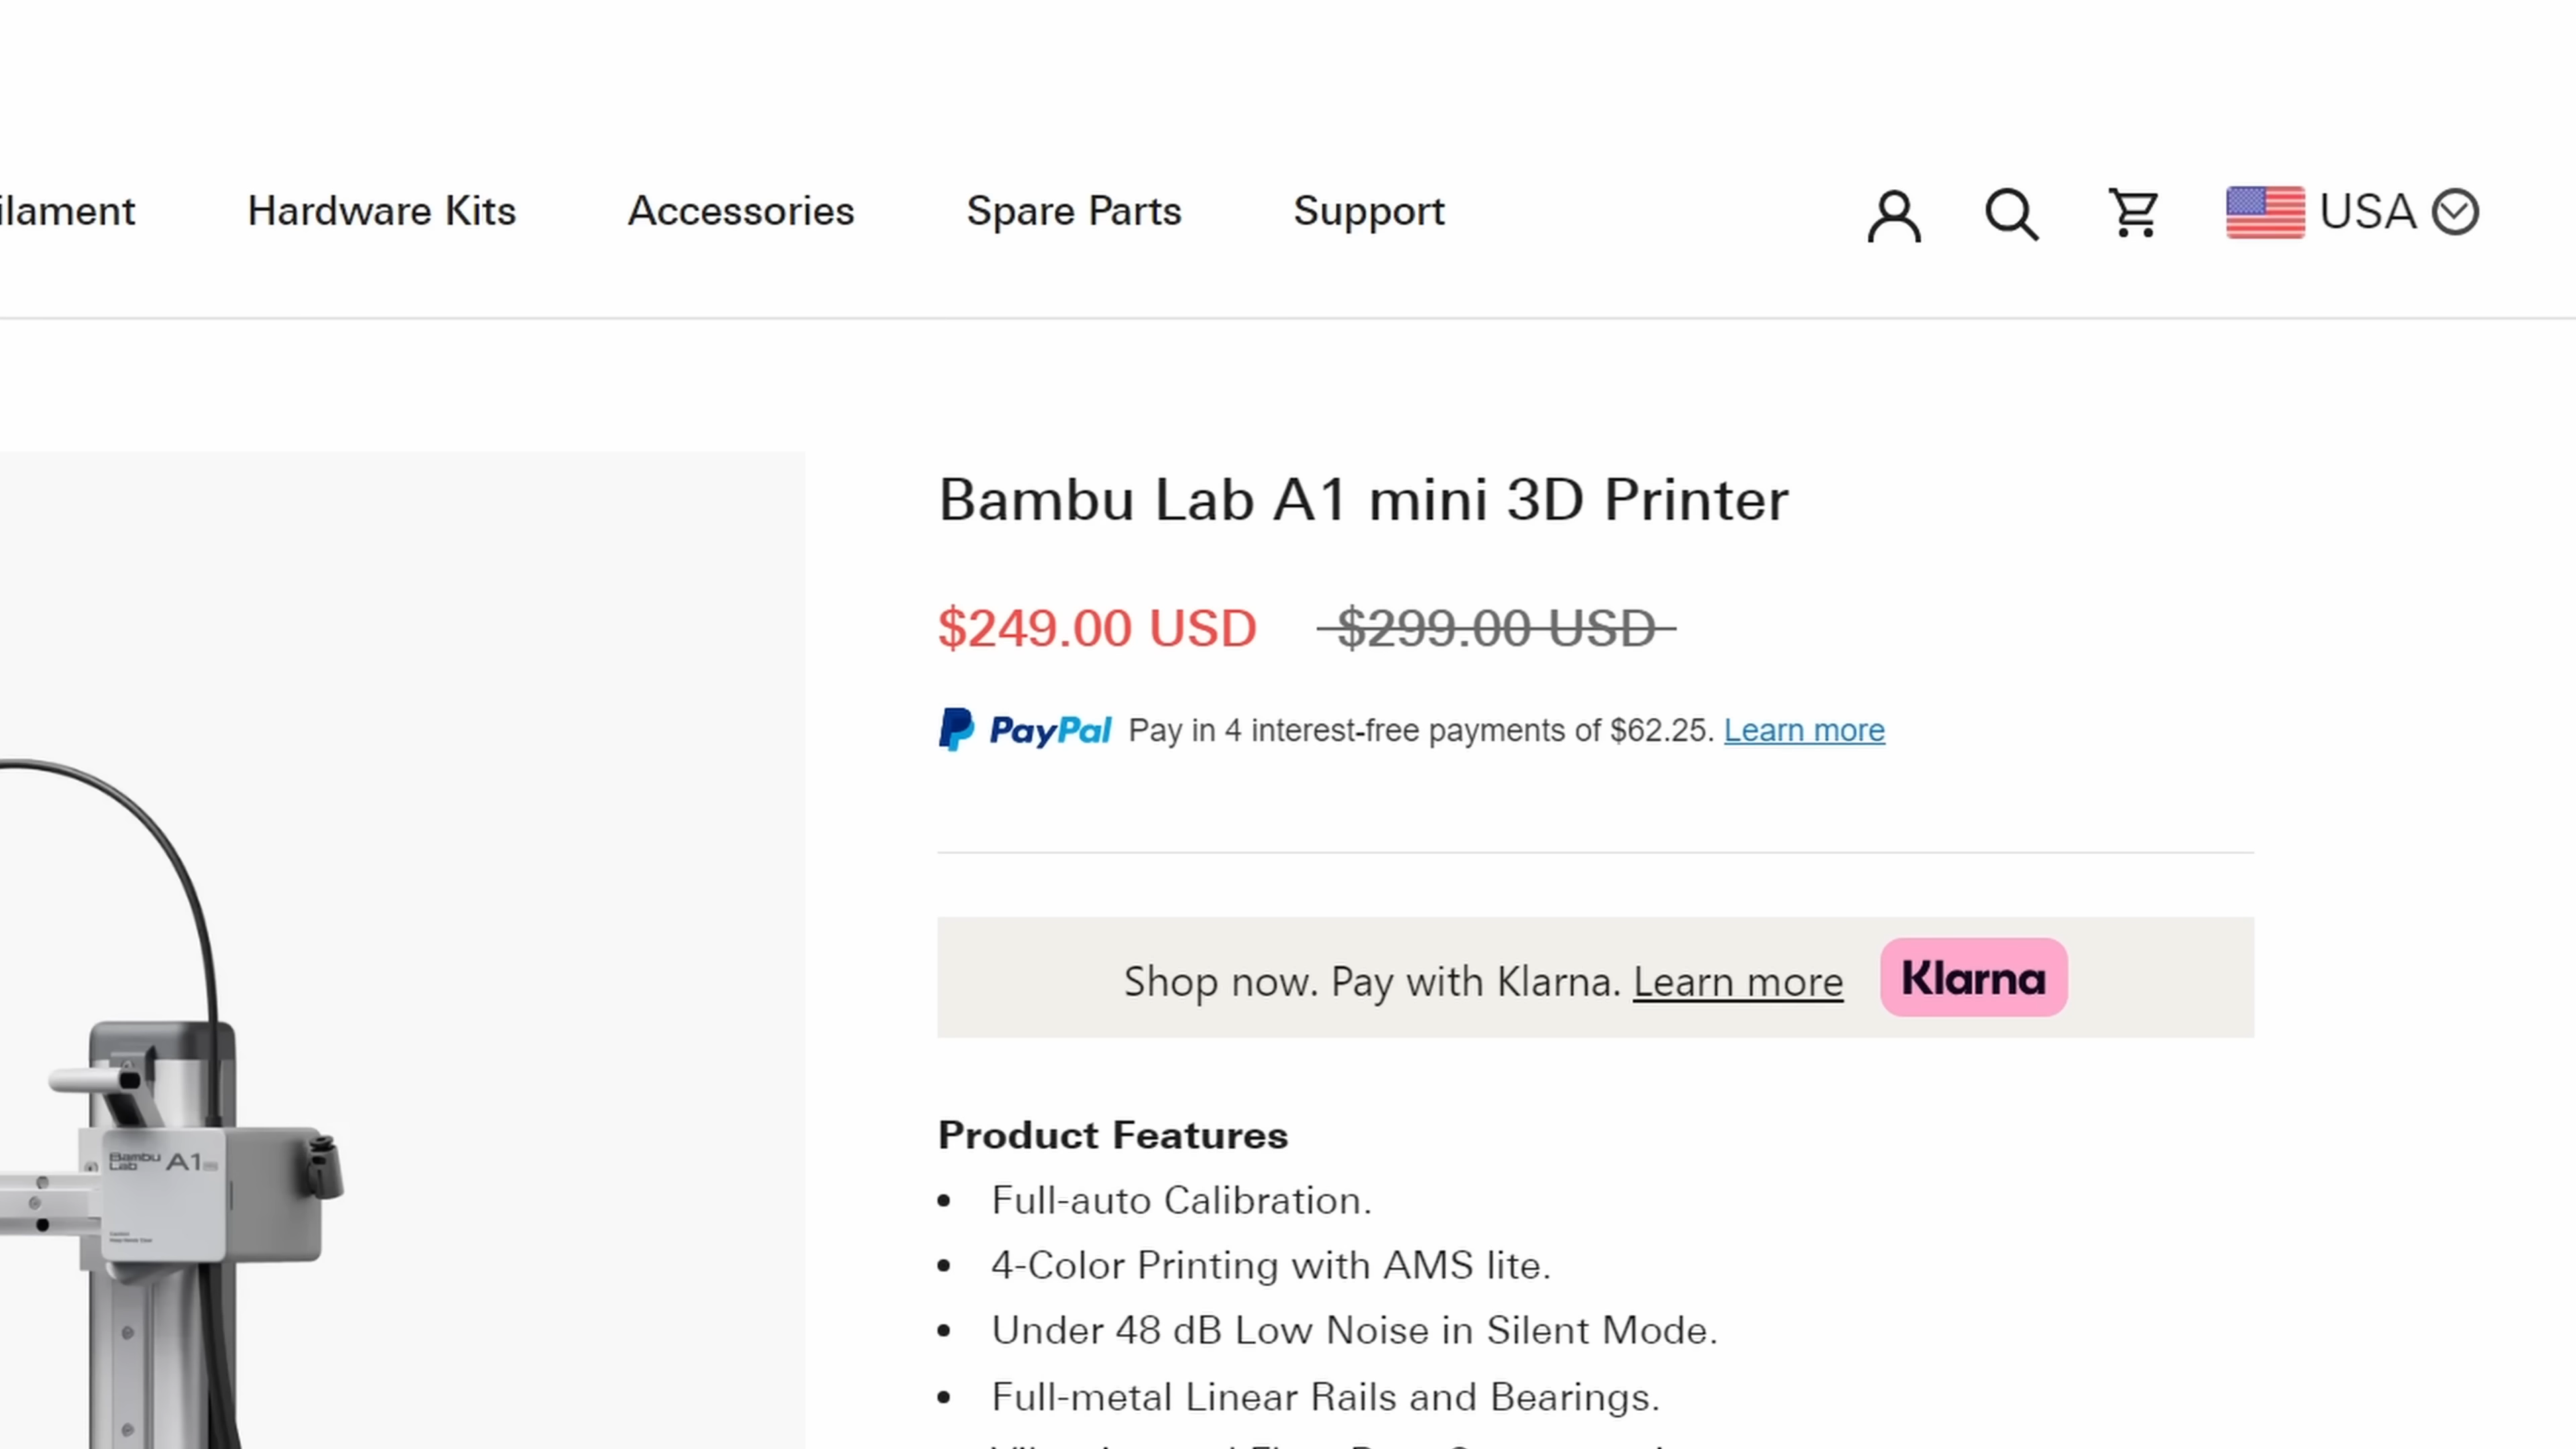 ilament Hardware Kits Accessories Spare Parts Support USA
Bambu Lab A1 mini 3D Printer
$249.00 USD $299.00 USD
PayPal Pay in 4 interest-free payments of $62.25. Learn more
Shop now. Pay with Klarna. Learn more Klarna
Product Features
• Full-auto Calibration.
• 4-Color Printing with AMS lite.
• Under 48 dB Low Noise in Silent Mode.
• Full-metal Linear Rails and Bearings.
Bambu
Lab A1